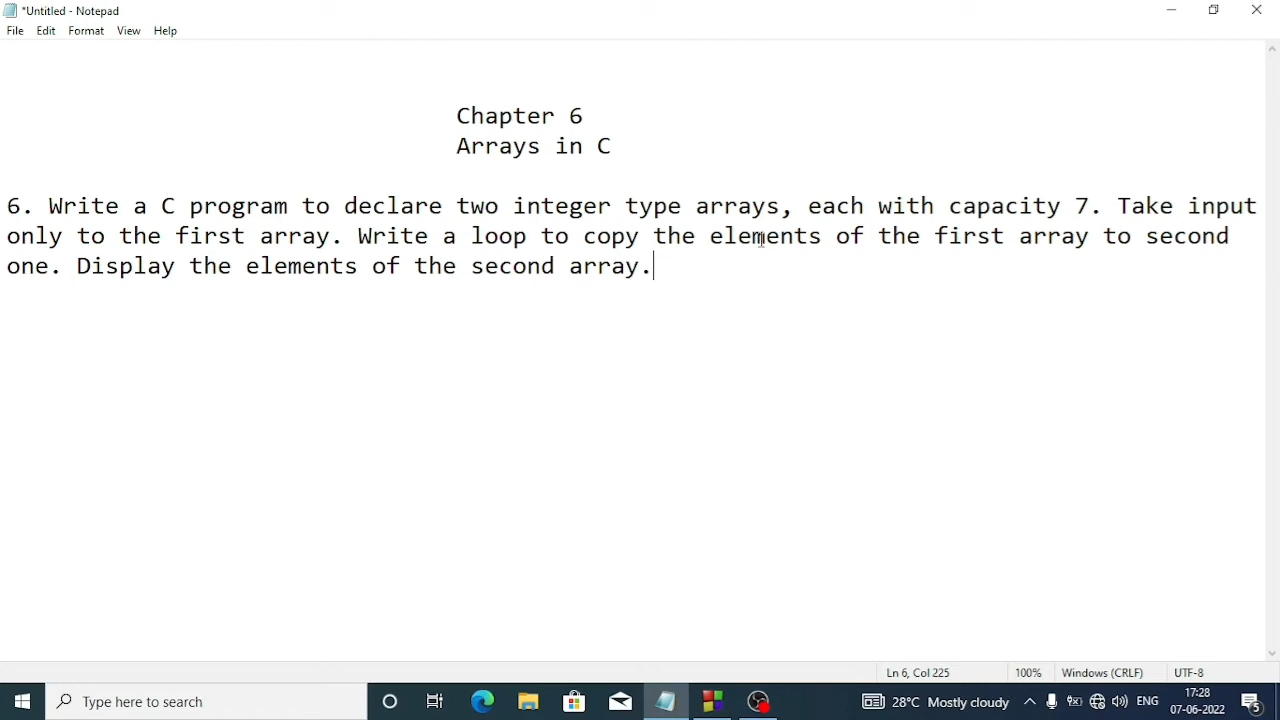 *Untitled - Notepad
File Edit Format View Help
Chapter 6
Arrays in C
6. Write a C program to declare two integer type arrays, each with capacity 7. Take input
only to the first array. Write a loop to copy the elements of the first array to second
one. Display the elements of the second array.
Ln 6, Col 225 100% Windows (CRLF) UTF-8
Type here to search 28°C Mostly cloudy ENG 17:28
07-06-2022 5